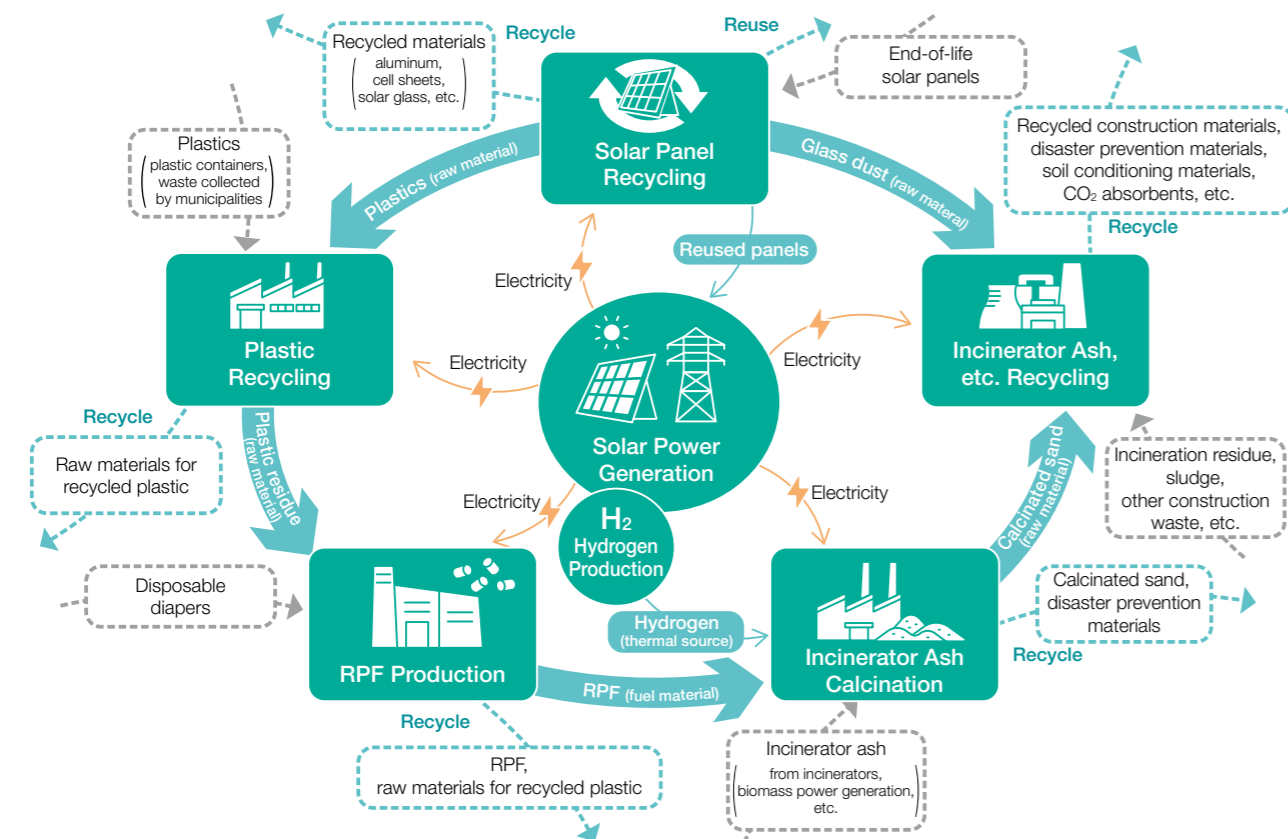 Recycle
Reuse
Recycled materials
aluminum,
cell sheets,
solar glass, etc.
End-of-life
solar panels
Solar Panel
Recycling
Plastics
plastic containers,
waste collected
by municipalities
Plastics (raw material)
Glass dust (raw materal)
Recycled construction materials,
disaster prevention materials,
soil conditioning materials,
CO₂ absorbents, etc.
Recycle
Reused panels
Electricity
Plastic
Recycling
Electricity
Electricity
Incinerator Ash,
etc. Recycling
Solar Power
Generation
Recycle
Raw materials for
recycled plastic
Plastic residue
(raw material)
Electricity
Electricity
H₂
Hydrogen
Production
Calcinated sand
(raw material)
Incineration residue,
sludge,
other construction
waste, etc.
Disposable
diapers
RPF Production
Hydrogen
(thermal source)
Incinerator Ash
Calcination
Calcinated sand,
disaster prevention
materials
Recycle
RPF (fuel material)
Recycle
RPF,
raw materials for recycled plastic
Incinerator ash
from incinerators,
biomass power generation,
etc.